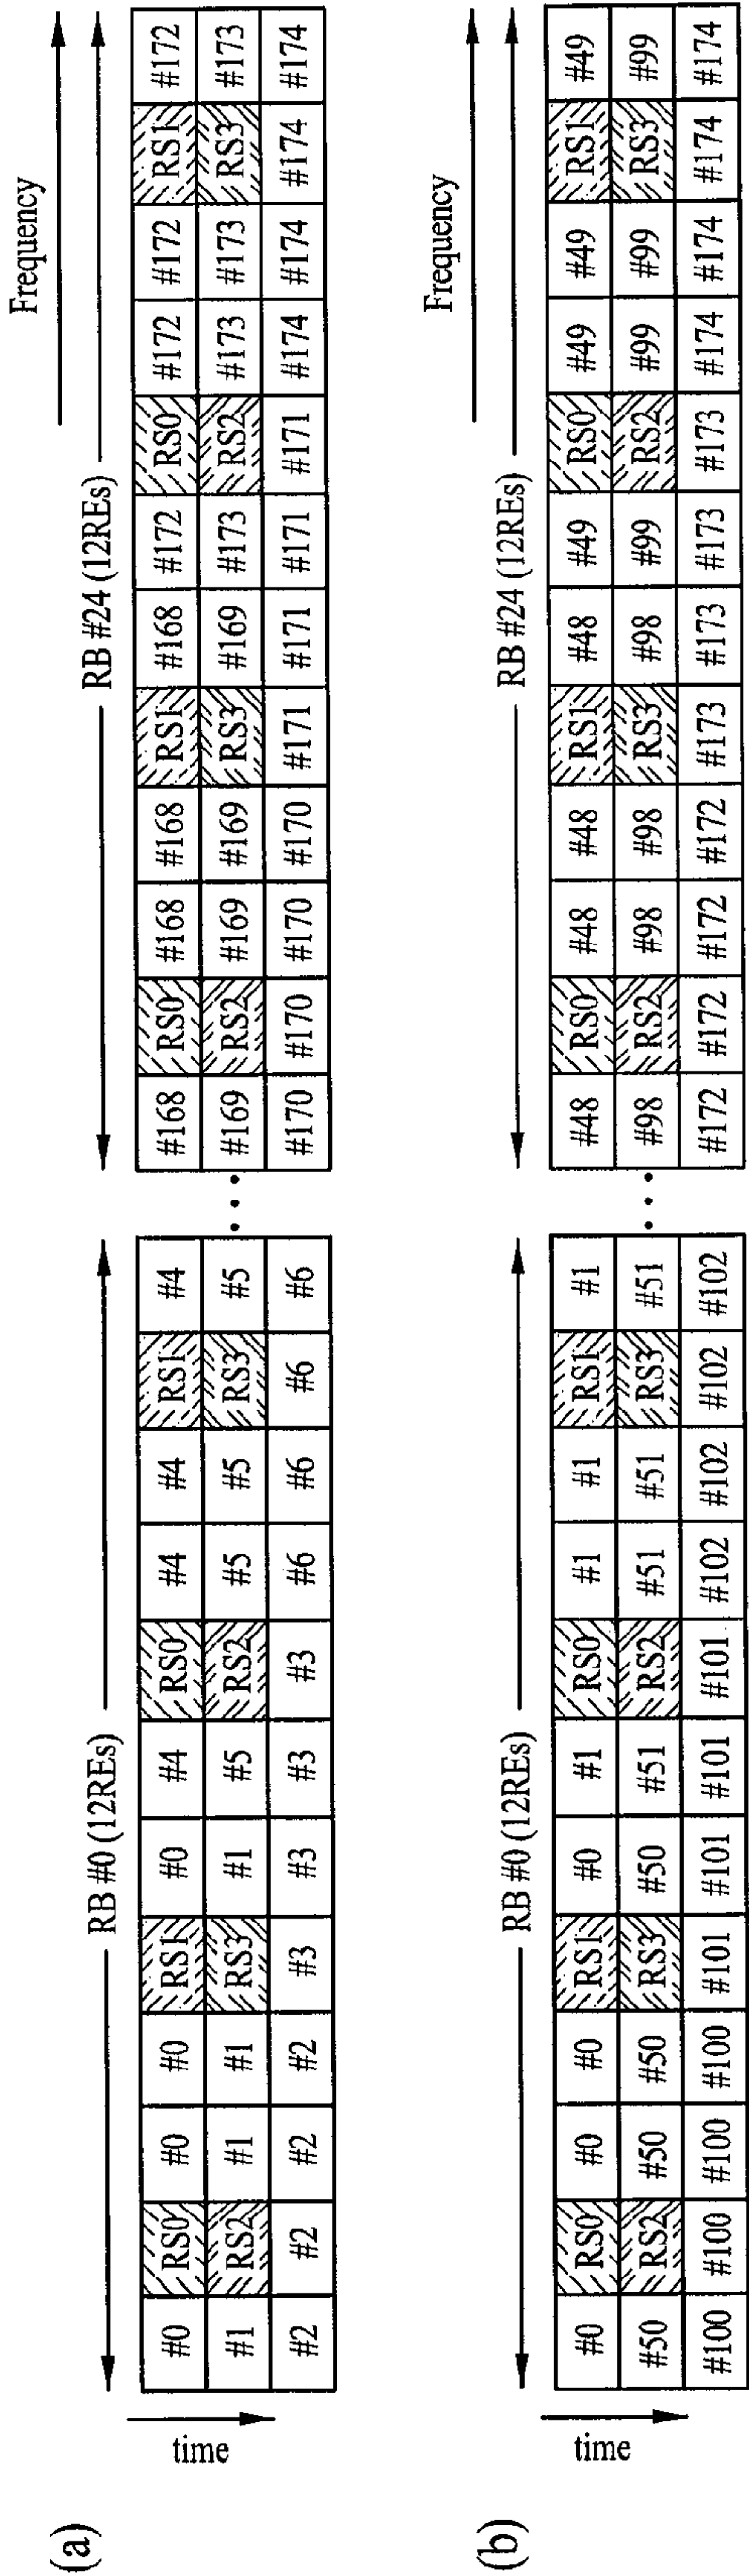 (a)
Frequency
RB #0 (12REs) RB #24 (12REs)
time
#0 RS0 #0 #0 RS1 #0 #4 RS0 #4 #4 RS1 #4 ... #168 RS0 #168 #168 RS1 #168 #172 RS0 #172 #172 RS1 #172
#1 RS2 #1 #1 RS3 #1 #5 RS2 #5 #5 RS3 #5 ... #169 RS2 #169 #169 RS3 #169 #173 RS2 #173 #173 RS3 #173
#2 #2 #2 #2 #3 #3 #3 #3 #6 #6 #6 #6 #170 #170 #170 #170 #171 #171 #171 #171 #174 #174 #174 #174
(b)
Frequency
RB #0 (12REs) RB #24 (12REs)
time
#0 RS0 #0 #0 RS1 #0 #1 RS0 #1 #1 RS1 #1 ... #48 RS0 #48 #48 RS1 #48 #49 RS0 #49 #49 RS1 #49
#50 RS2 #50 #50 RS3 #50 #51 RS2 #51 #51 RS3 #51 ... #98 RS2 #98 #98 RS3 #98 #99 RS2 #99 #99 RS3 #99
#100 #100 #100 #100 #101 #101 #101 #101 #102 #102 #102 #102 #172 #172 #172 #172 #173 #173 #173 #173 #174 #174 #174 #174